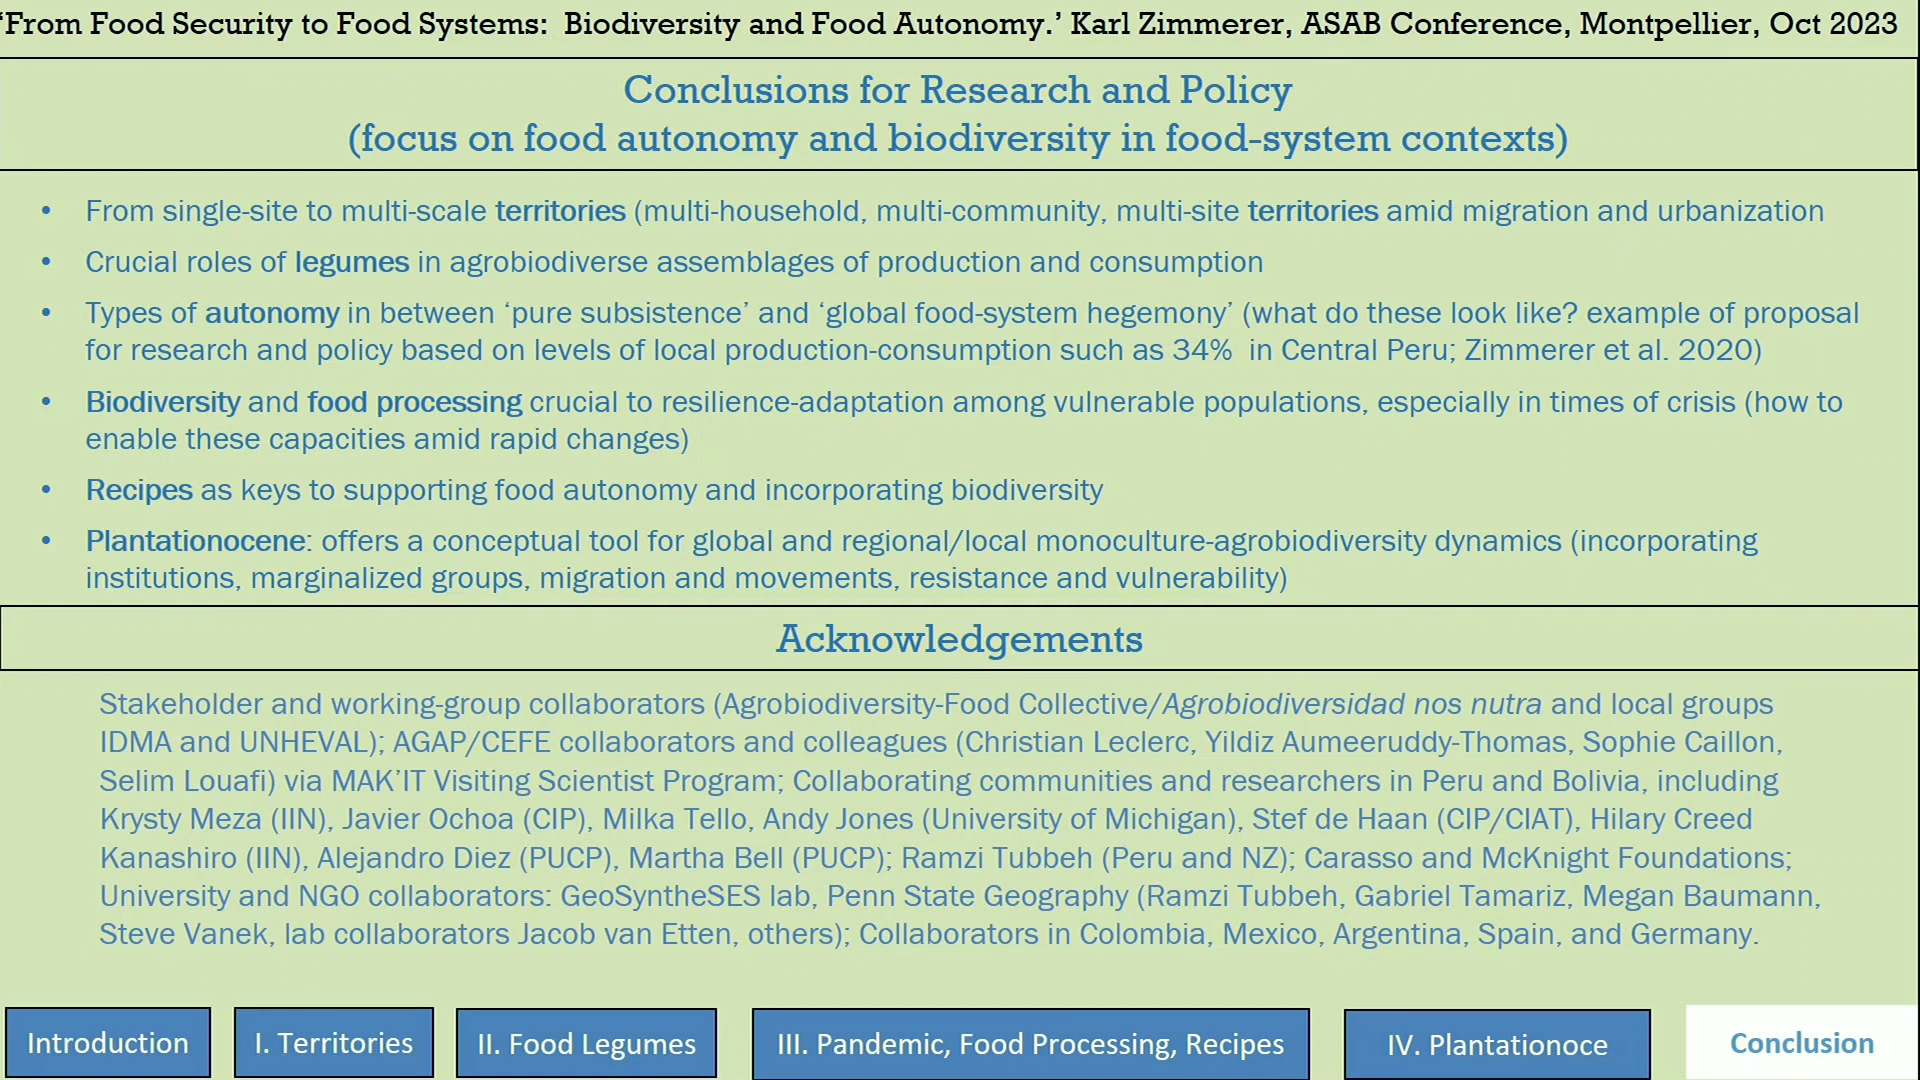 'From Food Security to Food Systems:  Biodiversity and Food Autonomy.' Karl Zimmerer, ASAB Conference, Montpellier, Oct 2023
Conclusions for Research and Policy
(focus on food autonomy and biodiversity in food-system contexts)
• From single-site to multi-scale territories (multi-household, multi-community, multi-site territories amid migration and urbanization
• Crucial roles of legumes in agrobiodiverse assemblages of production and consumption
• Types of autonomy in between 'pure subsistence' and 'global food-system hegemony' (what do these look like? example of proposal
for research and policy based on levels of local production-consumption such as 34%  in Central Peru; Zimmerer et al. 2020)
• Biodiversity and food processing crucial to resilience-adaptation among vulnerable populations, especially in times of crisis (how to
enable these capacities amid rapid changes)
• Recipes as keys to supporting food autonomy and incorporating biodiversity
• Plantationocene: offers a conceptual tool for global and regional/local monoculture-agrobiodiversity dynamics (incorporating
institutions, marginalized groups, migration and movements, resistance and vulnerability)
Acknowledgements
Stakeholder and working-group collaborators (Agrobiodiversity-Food Collective/Agrobiodiversidad nos nutra and local groups
IDMA and UNHEVAL); AGAP/CEFE collaborators and colleagues (Christian Leclerc, Yildiz Aumeeruddy-Thomas, Sophie Caillon,
Selim Louafi) via MAK'IT Visiting Scientist Program; Collaborating communities and researchers in Peru and Bolivia, including
Krysty Meza (IIN), Javier Ochoa (CIP), Milka Tello, Andy Jones (University of Michigan), Stef de Haan (CIP/CIAT), Hilary Creed
Kanashiro (IIN), Alejandro Diez (PUCP), Martha Bell (PUCP); Ramzi Tubbeh (Peru and NZ); Carasso and McKnight Foundations;
University and NGO collaborators: GeoSyntheSES lab, Penn State Geography (Ramzi Tubbeh, Gabriel Tamariz, Megan Baumann,
Steve Vanek, lab collaborators Jacob van Etten, others); Collaborators in Colombia, Mexico, Argentina, Spain, and Germany.
Introduction
I. Territories
II. Food Legumes
III. Pandemic, Food Processing, Recipes
IV. Plantationoce
Conclusion